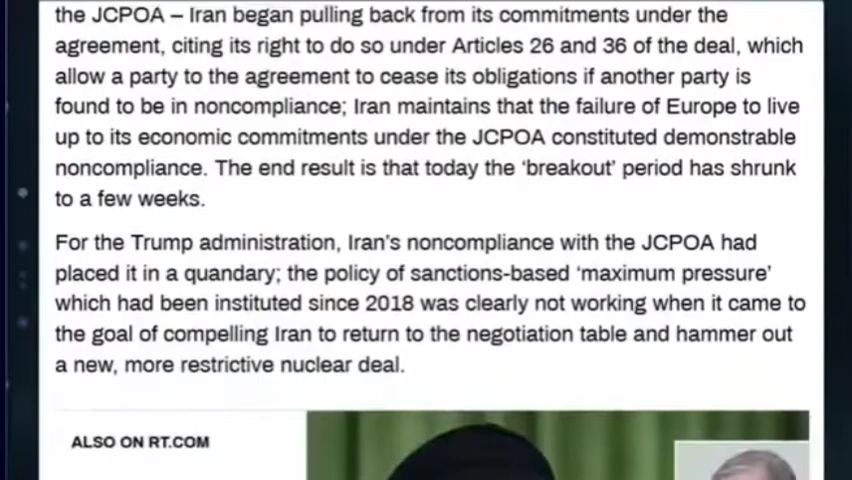 the JCPOA – Iran began pulling back from its commitments under the
agreement, citing its right to do so under Articles 26 and 36 of the deal, which
allow a party to the agreement to cease its obligations if another party is
found to be in noncompliance; Iran maintains that the failure of Europe to live
up to its economic commitments under the JCPOA constituted demonstrable
noncompliance. The end result is that today the ‘breakout’ period has shrunk
to a few weeks.
For the Trump administration, Iran’s noncompliance with the JCPOA had
placed it in a quandary; the policy of sanctions-based ‘maximum pressure’
which had been instituted since 2018 was clearly not working when it came to
the goal of compelling Iran to return to the negotiation table and hammer out
a new, more restrictive nuclear deal.
ALSO ON RT.COM